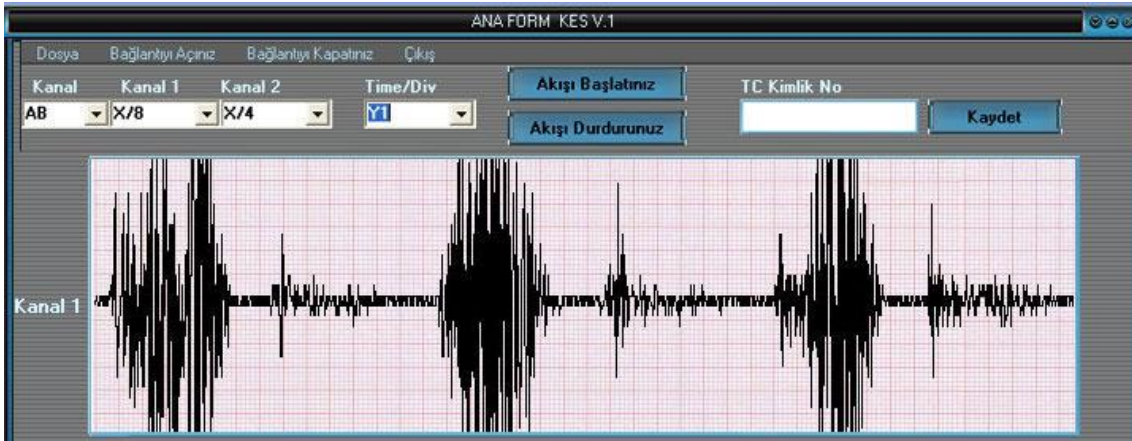 ANA FORM KES V.1
Dosya Bağlantıyı Açınız Bağlantıyı Kapatınız Çıkış
Kanal Kanal 1 Kanal 2 Time/Div Akışı Başlatınız TC Kimlik No
AB X/8 X/4 Y1 Akışı Durdurunuz Kaydet
Kanal 1